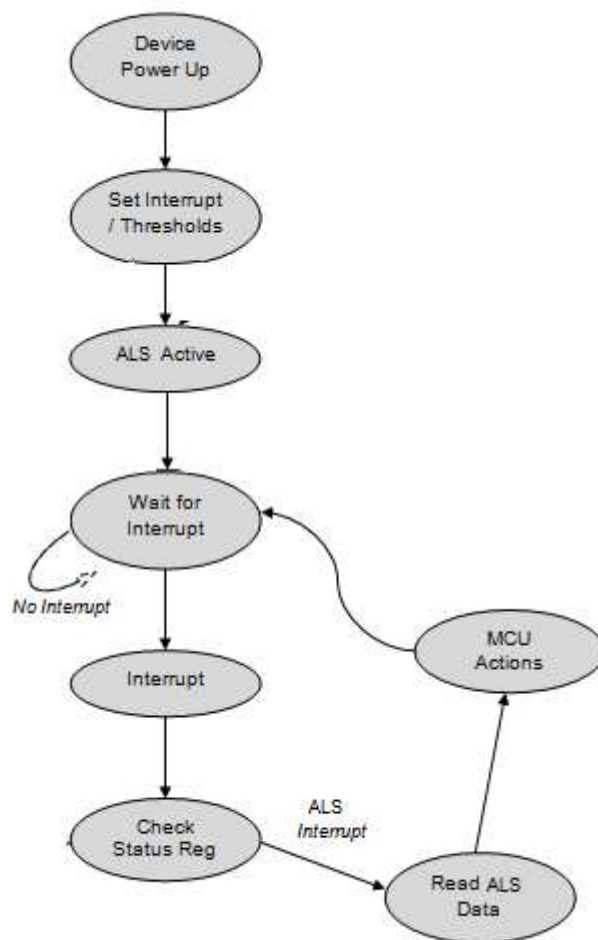 Device
Power Up
Set Interrupt
/ Thresholds
ALS Active
Wait for
Interrupt
No Interrupt
Interrupt
MCU
Actions
Check
Status Reg
ALS
Interrupt
Read ALS
Data